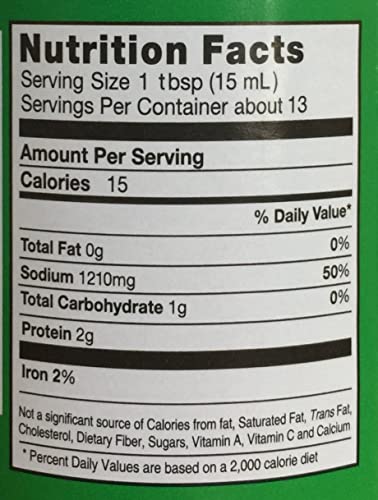 Nutrition Facts
Serving Size 1 tbsp (15 mL)
Servings Per Container about 13
Amount Per Serving
Calories 15
% Daily Value*
Total Fat 0g 0%
Sodium 1210mg 50%
Total Carbohydrate 1g 0%
Protein 2g
Iron 2%
Not a significant source of Calories from fat, Saturated Fat, Trans Fat,
Cholesterol, Dietary Fiber, Sugars, Vitamin A, Vitamin C and Calcium
* Percent Daily Values are based on a 2,000 calorie diet